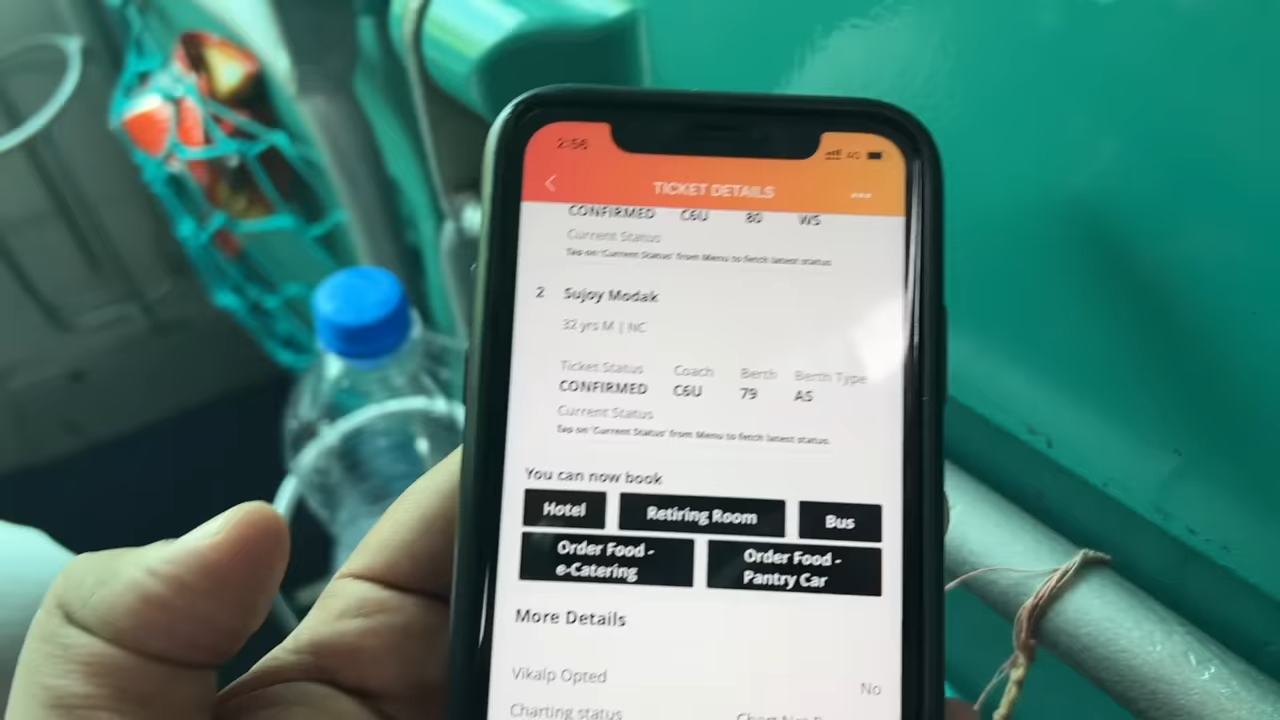 2:56
4G
TICKET DETAILS
CONFIRMED C6U 80 WS
Current Status
Tap on 'Current Status' from Menu to fetch latest status
2 Sujoy Modak
32 yrs M | NC
Ticket Status Coach Berth Berth Type
CONFIRMED C6U 79 AS
Current Status
Tap on 'Current Status' from Menu to fetch latest status.
You can now book
Hotel
Retiring Room
Bus
Order Food -
e-Catering
Order Food -
Pantry Car
More Details
Vikalp Opted No
Charting status Chart Not